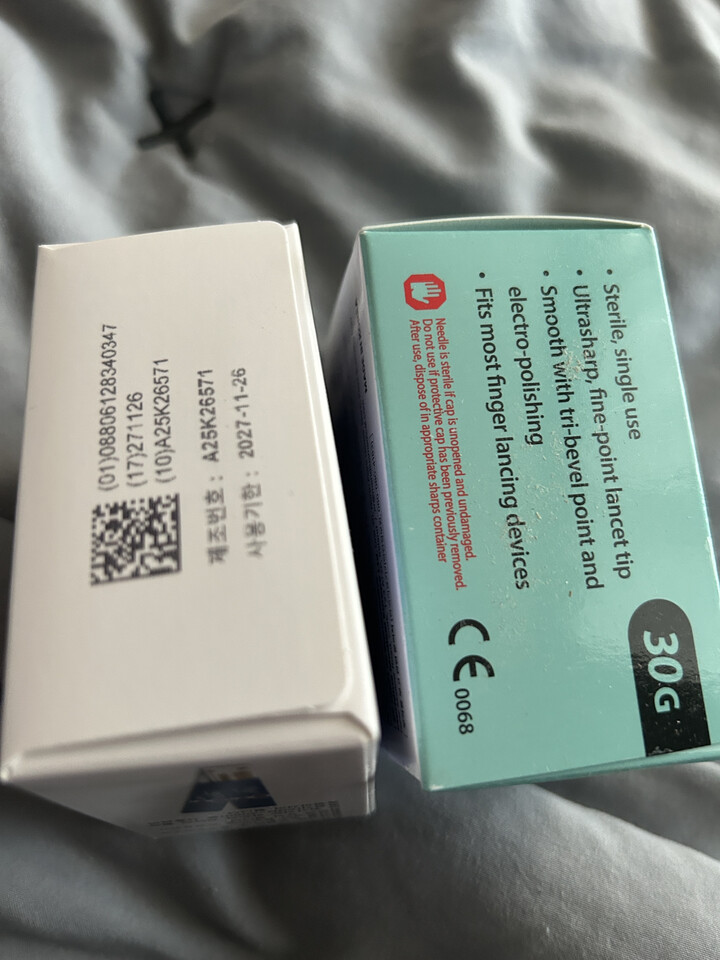 (01)08806128340347
(17)271126
(10)A25K26571
제조번호 : A25K26571
사용기한 : 2027-11-26
• Sterile, single use
• Ultrasharp, fine-point lancet tip
• Smooth with tri-bevel point and
electro-polishing
• Fits most finger lancing devices
Needle is sterile if cap is unopened and undamaged.
Do not use if protective cap has been previously removed.
After use, dispose of in appropriate sharps container
CE 0068
30G